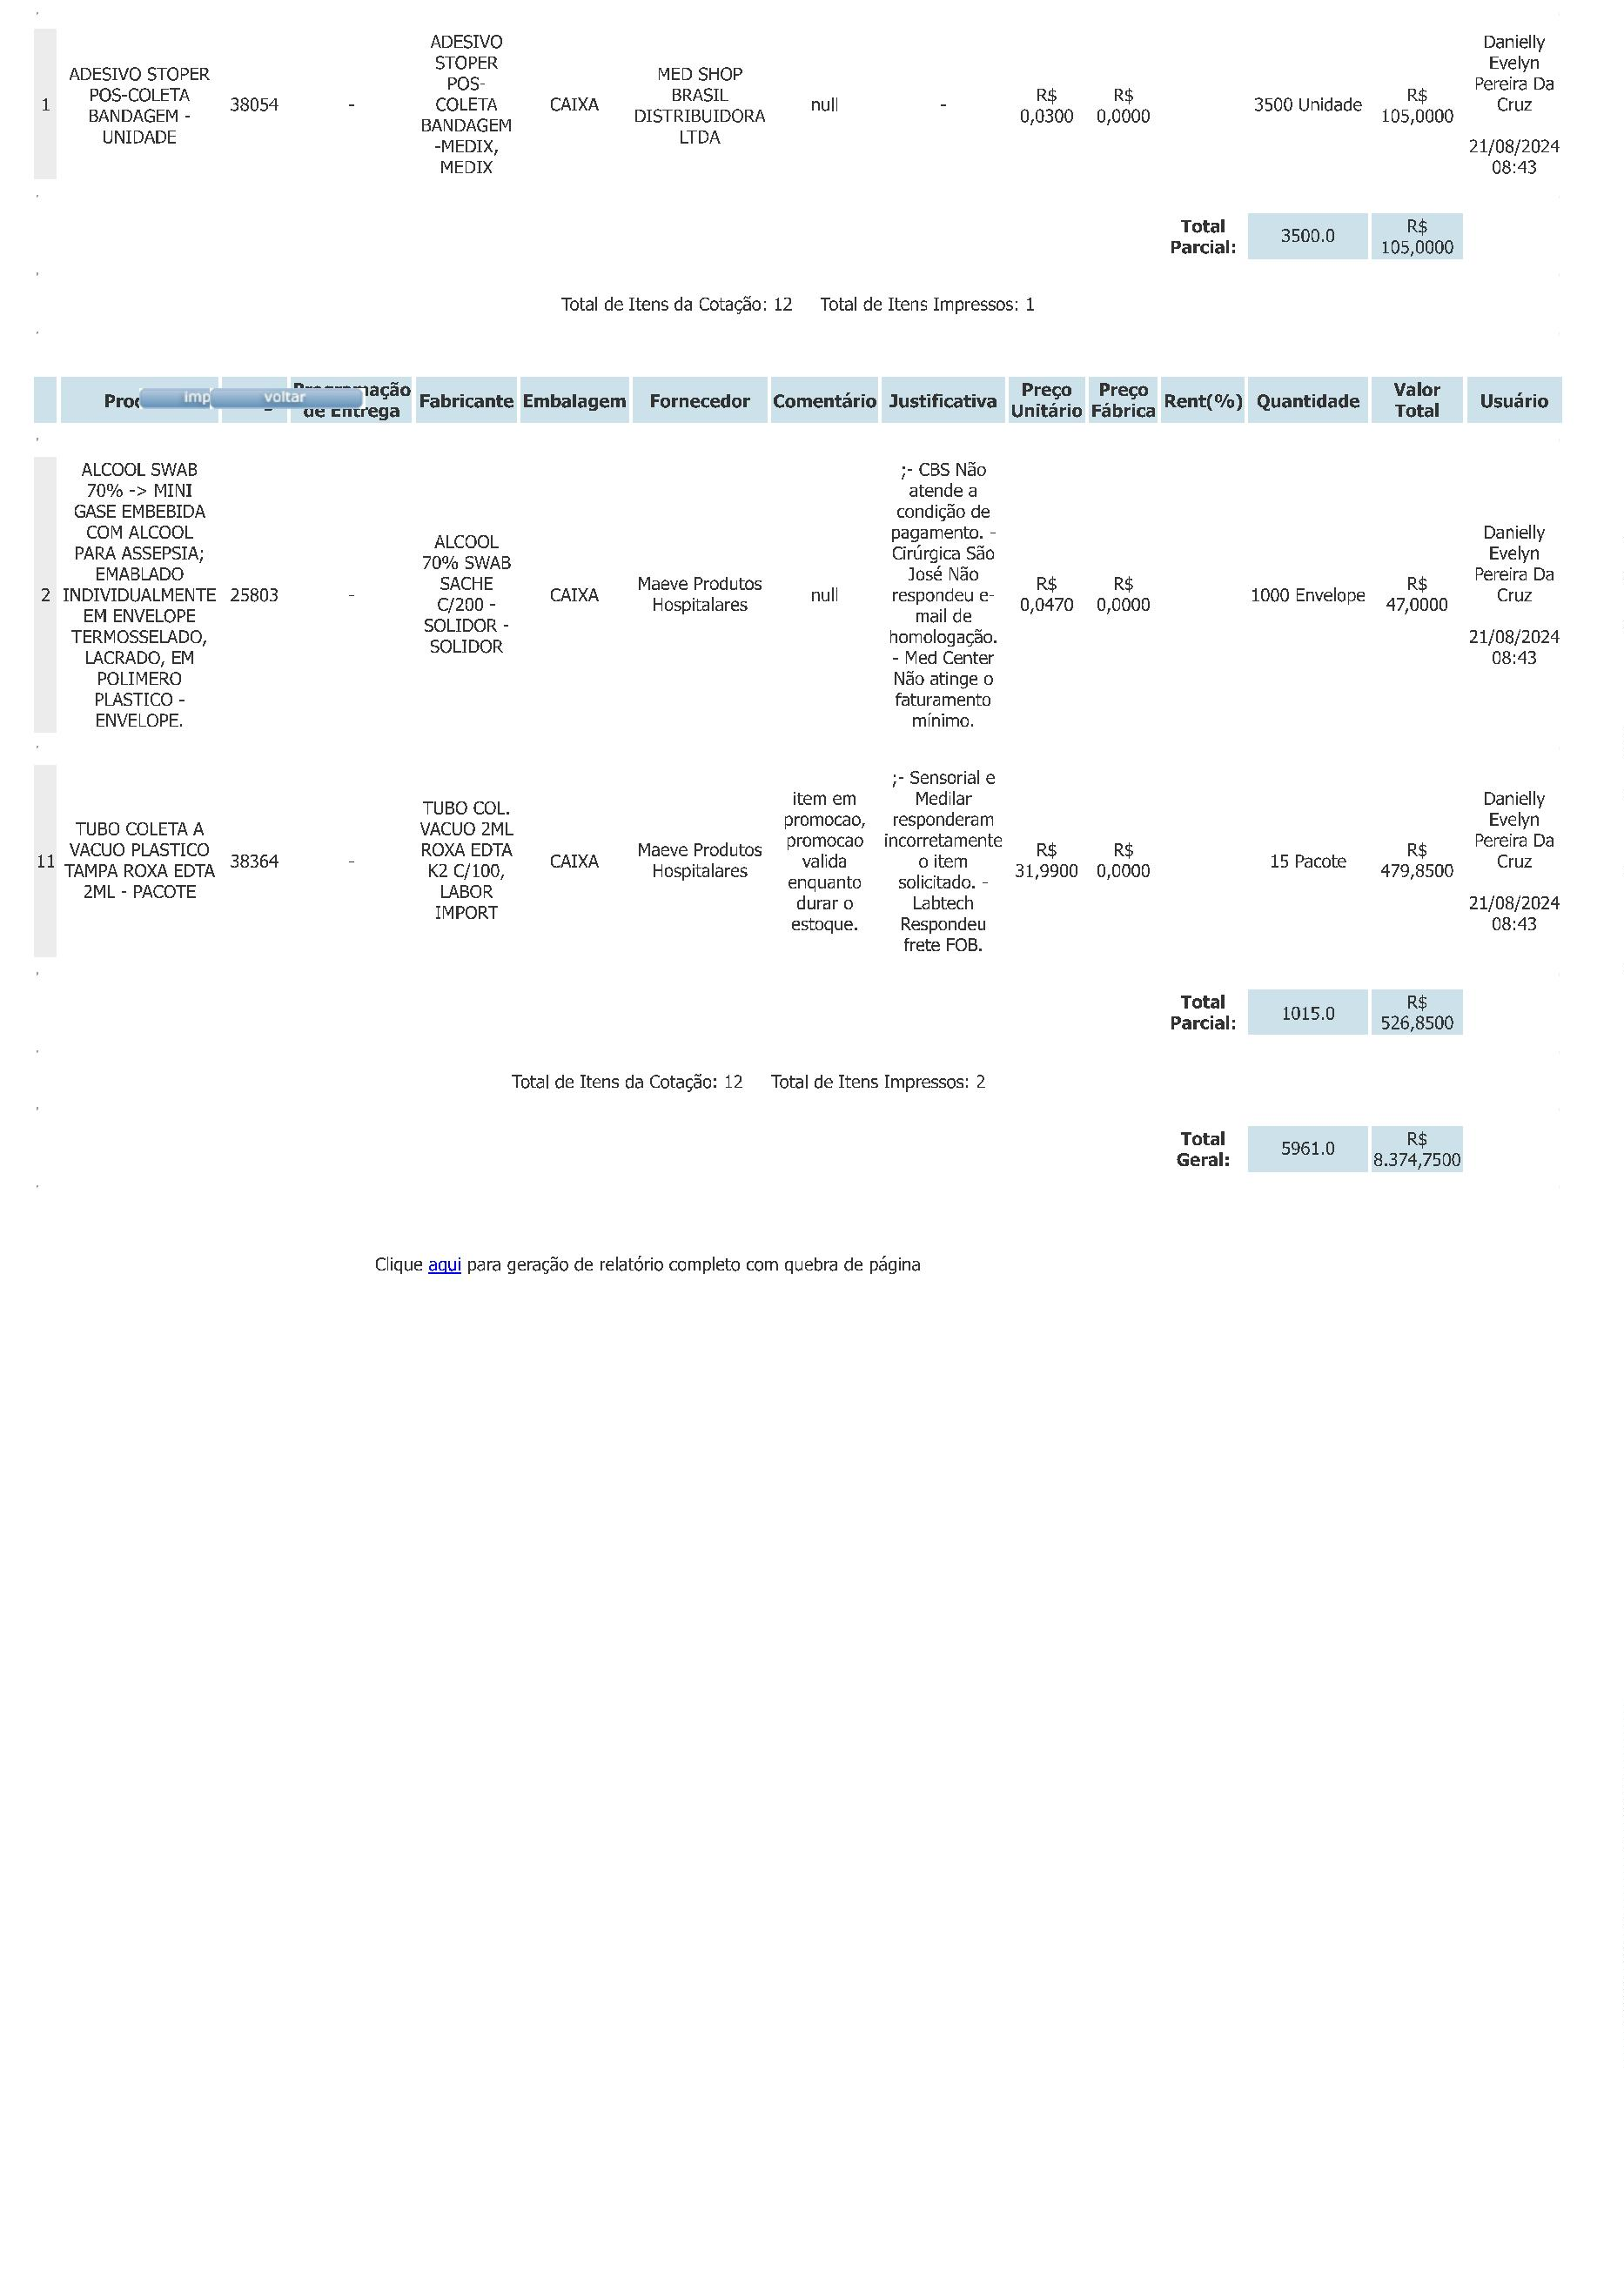 1
ADESIVO STOPER
POS-COLETA
BANDAGEM -
UNIDADE
38054
-
ADESIVO
STOPER
POS-
COLETA
BANDAGEM
-MEDIX,
MEDIX
CAIXA
MED SHOP
BRASIL
DISTRIBUIDORA
LTDA
null
-
R$
0,0300
R$
0,0000
3500 Unidade
R$
105,0000
Danielly
Evelyn
Pereira Da
Cruz
21/08/2024
08:43
Total
Parcial:
3500.0
R$
105,0000
Total de Itens da Cotação: 12 Total de Itens Impressos: 1
voltar
de Entrega
Fabricante
Embalagem
Fornecedor
Comentário
Justificativa
Preço
Unitário
Preço
Fábrica
Rent(%)
Quantidade
Valor
Total
Usuário
2
ALCOOL SWAB
70% -> MINI
GASE EMBEBIDA
COM ALCOOL
PARA ASSEPSIA;
EMABLADO
INDIVIDUALMENTE
EM ENVELOPE
TERMOSSELADO,
LACRADO, EM
POLIMERO
PLASTICO -
ENVELOPE.
25803
-
ALCOOL
70% SWAB
SACHE
C/200 -
SOLIDOR -
SOLIDOR
CAIXA
Maeve Produtos
Hospitalares
null
;- CBS Não
atende a
condição de
pagamento. -
Cirúrgica São
José Não
respondeu e-
mail de
homologação.
- Med Center
Não atinge o
faturamento
mínimo.
R$
0,0470
R$
0,0000
1000 Envelope
R$
47,0000
Danielly
Evelyn
Pereira Da
Cruz
21/08/2024
08:43
11
TUBO COLETA A
VACUO PLASTICO
TAMPA ROXA EDTA
2ML - PACOTE
38364
-
TUBO COL.
VACUO 2ML
ROXA EDTA
K2 C/100,
LABOR
IMPORT
CAIXA
Maeve Produtos
Hospitalares
item em
promocao,
promocao
valida
enquanto
durar o
estoque.
;- Sensorial e
Medilar
responderam
incorretamente
o item
solicitado. -
Labtech
Respondeu
frete FOB.
R$
31,9900
R$
0,0000
15 Pacote
R$
479,8500
Danielly
Evelyn
Pereira Da
Cruz
21/08/2024
08:43
Total
Parcial:
1015.0
R$
526,8500
Total de Itens da Cotação: 12 Total de Itens Impressos: 2
Total
Geral:
5961.0
R$
8.374,7500
Clique aqui para geração de relatório completo com quebra de página